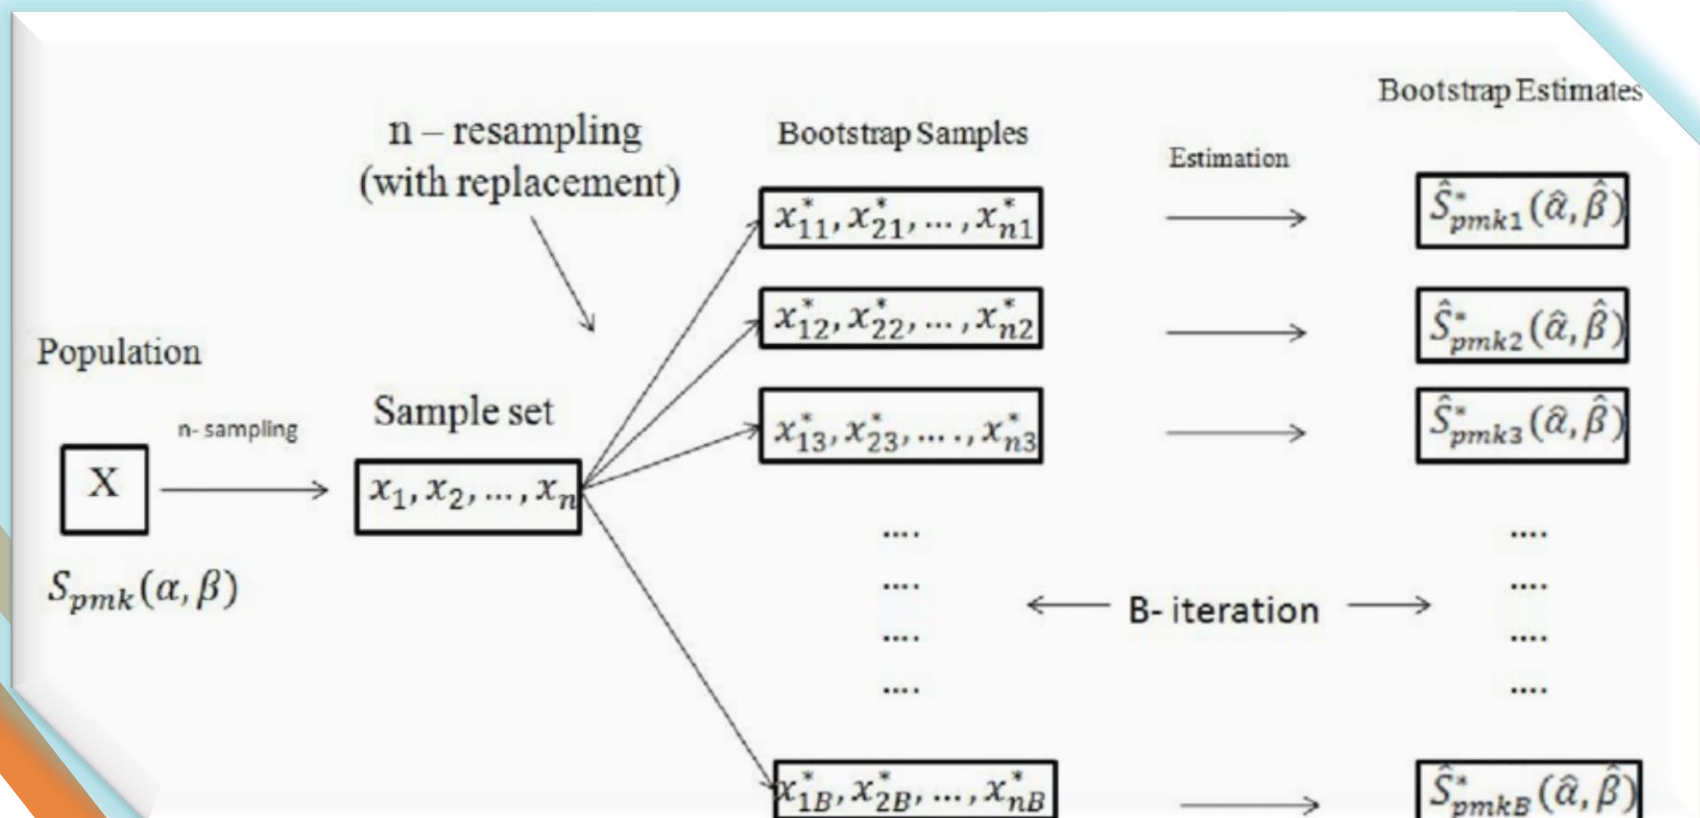 Bootstrap Estimates
n – resampling
(with replacement)
Bootstrap Samples
Estimation
x*₁₁, x*₂₁, ... , x*ₙ₁
Ŝ*pmk1(α̂, β̂)
x*₁₂, x*₂₂, ... , x*ₙ₂
Ŝ*pmk2(α̂, β̂)
Population
Sample set
x*₁₃, x*₂₃, ... ., x*ₙ₃
Ŝ*pmk3(α̂, β̂)
n- sampling
X
x₁, x₂, ... , xₙ
.... ....
.... ....
Spmk(α, β)
B- iteration
.... ....
.... ....
x*1B, x*2B, ... , x*nB
Ŝ*pmkB(α̂, β̂)